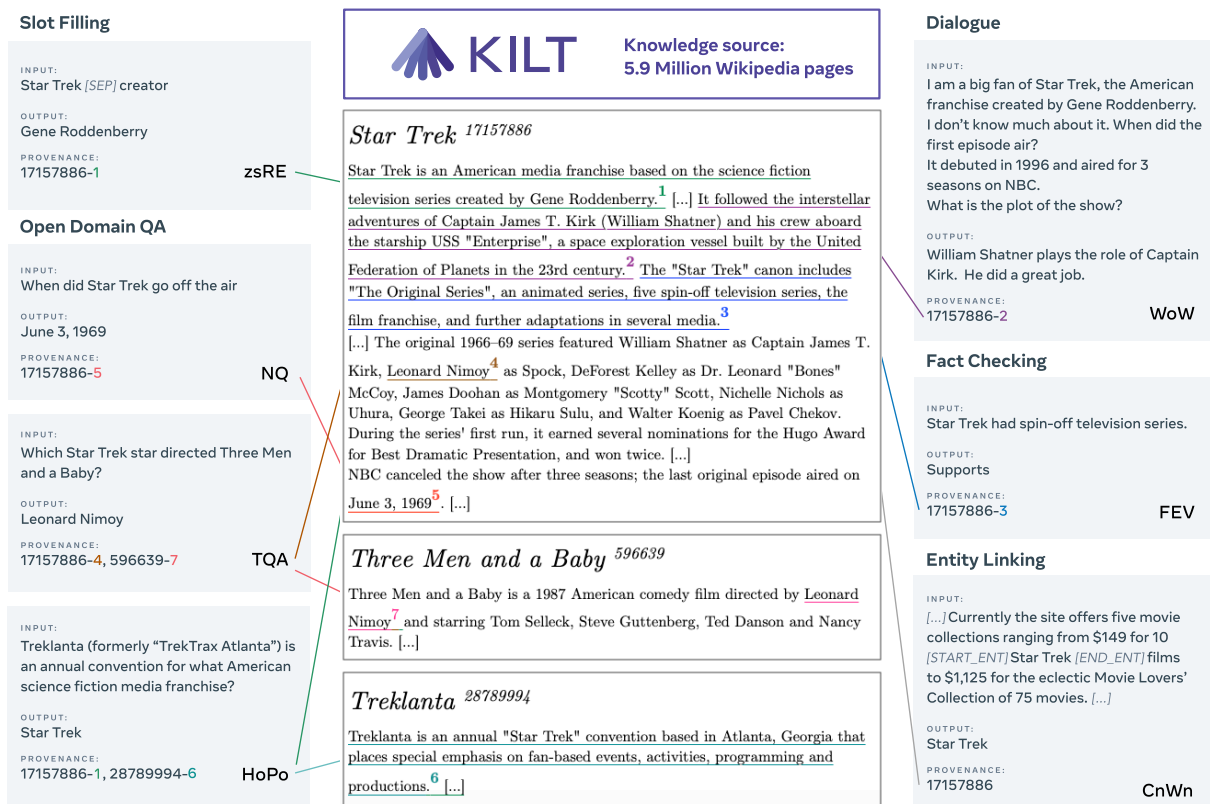 Slot Filling
INPUT:
Star Trek [SEP] creator
OUTPUT:
Gene Roddenberry
PROVENANCE:
17157886-1
zsRE
Open Domain QA
INPUT:
When did Star Trek go off the air
OUTPUT:
June 3, 1969
PROVENANCE:
17157886-5
NQ
INPUT:
Which Star Trek star directed Three Men
and a Baby?
OUTPUT:
Leonard Nimoy
PROVENANCE:
17157886-4, 596639-7
TQA
INPUT:
Treklanta (formerly “TrekTrax Atlanta”) is
an annual convention for what American
science fiction media franchise?
OUTPUT:
Star Trek
PROVENANCE:
17157886-1, 28789994-6
HoPo
KILT
Knowledge source:
5.9 Million Wikipedia pages
Star Trek 17157886
Star Trek is an American media franchise based on the science fiction
television series created by Gene Roddenberry.1 [...] It followed the interstellar
adventures of Captain James T. Kirk (William Shatner) and his crew aboard
the starship USS "Enterprise", a space exploration vessel built by the United
Federation of Planets in the 23rd century.2 The "Star Trek" canon includes
"The Original Series", an animated series, five spin-off television series, the
film franchise, and further adaptations in several media.3
[...] The original 1966–69 series featured William Shatner as Captain James T.
Kirk, Leonard Nimoy4 as Spock, DeForest Kelley as Dr. Leonard "Bones"
McCoy, James Doohan as Montgomery "Scotty" Scott, Nichelle Nichols as
Uhura, George Takei as Hikaru Sulu, and Walter Koenig as Pavel Chekov.
During the series' first run, it earned several nominations for the Hugo Award
for Best Dramatic Presentation, and won twice. [...]
NBC canceled the show after three seasons; the last original episode aired on
June 3, 19695. [...]
Three Men and a Baby 596639
Three Men and a Baby is a 1987 American comedy film directed by Leonard
Nimoy7 and starring Tom Selleck, Steve Guttenberg, Ted Danson and Nancy
Travis. [...]
Treklanta 28789994
Treklanta is an annual "Star Trek" convention based in Atlanta, Georgia that
places special emphasis on fan-based events, activities, programming and
productions.6 [...]
Dialogue
INPUT:
I am a big fan of Star Trek, the American
franchise created by Gene Roddenberry.
I don’t know much about it. When did the
first episode air?
It debuted in 1996 and aired for 3
seasons on NBC.
What is the plot of the show?
OUTPUT:
William Shatner plays the role of Captain
Kirk. He did a great job.
PROVENANCE:
17157886-2
WoW
Fact Checking
INPUT:
Star Trek had spin-off television series.
OUTPUT:
Supports
PROVENANCE:
17157886-3
FEV
Entity Linking
INPUT:
[...] Currently the site offers five movie
collections ranging from $149 for 10
[START_ENT] Star Trek [END_ENT] films
to $1,125 for the eclectic Movie Lovers’
Collection of 75 movies. [...]
OUTPUT:
Star Trek
PROVENANCE:
17157886
CnWn